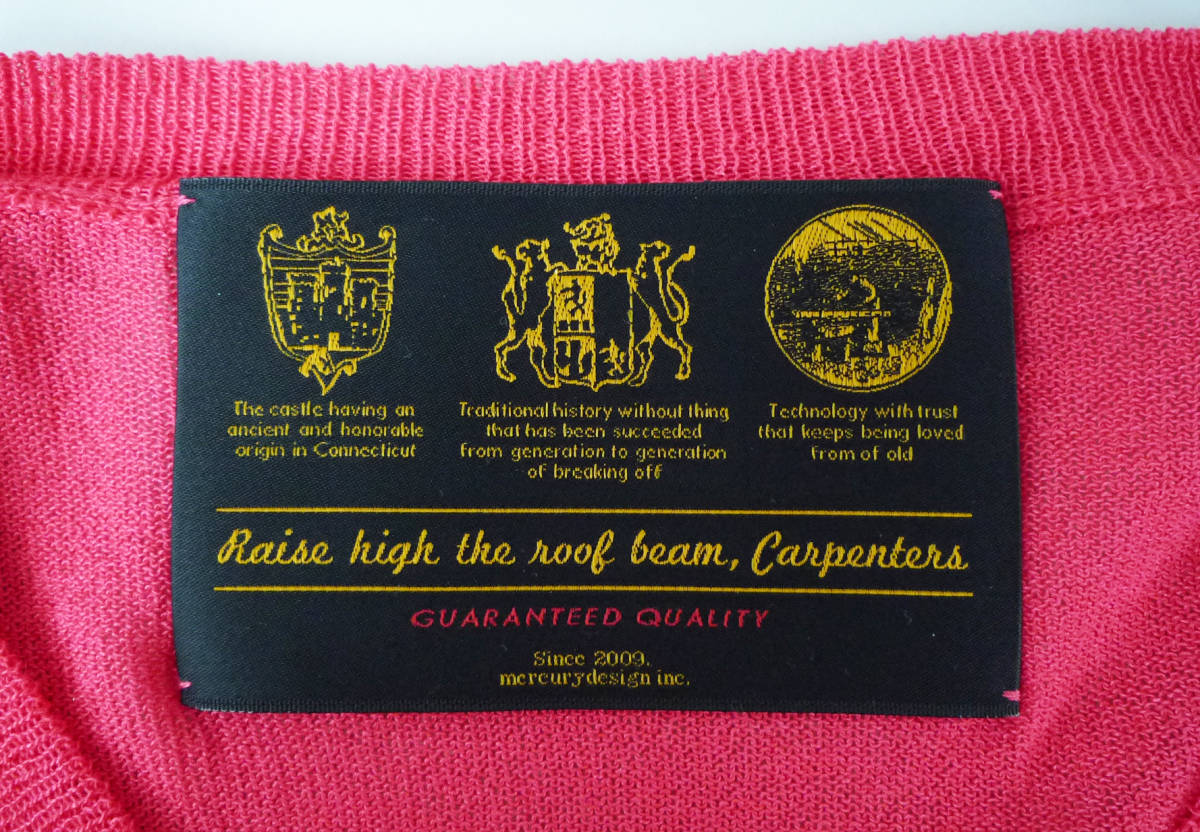 The castle having an
ancient and honorable
origin in Connecticut
Traditional history without thing
that has been succeeded
from generation to generation
of breaking off
Technology with trust
that keeps being loved
from of old
Raise high the roof beam, Carpenters
GUARANTEED QUALITY
Since 2009.
mercurydesign inc.